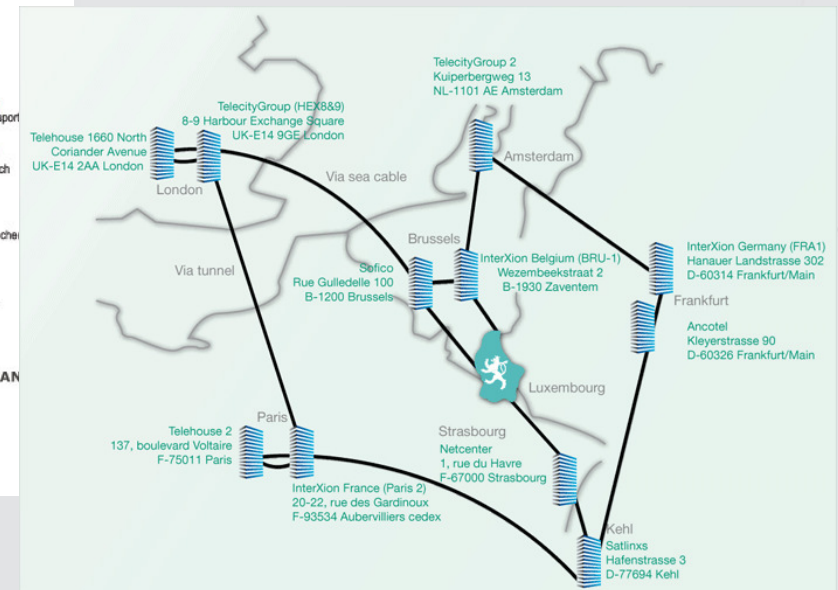 TelecityGroup 2
Kuiperbergweg 13
NL-1101 AE Amsterdam
TelecityGroup (HEX8&9)
8-9 Harbour Exchange Square
UK-E14 9GE London
Telehouse 1660 North
Coriander Avenue
UK-E14 2AA London
London
Amsterdam
Via sea cable
Brussels
InterXion Belgium (BRU-1)
Wezembeekstraat 2
B-1930 Zaventem
InterXion Germany (FRA1)
Hanauer Landstrasse 302
D-60314 Frankfurt/Main
Via tunnel
Sofico
Rue Gulledelle 100
B-1200 Brussels
Frankfurt
Ancotel
Kleyerstrasse 90
D-60326 Frankfurt/Main
Luxembourg
Paris
Telehouse 2
137, boulevard Voltaire
F-75011 Paris
Strasbourg
Netcenter
1, rue du Havre
F-67000 Strasbourg
InterXion France (Paris 2)
20-22, rue des Gardinoux
F-93534 Aubervilliers cedex
Kehl
Satlinxs
Hafenstrasse 3
D-77694 Kehl